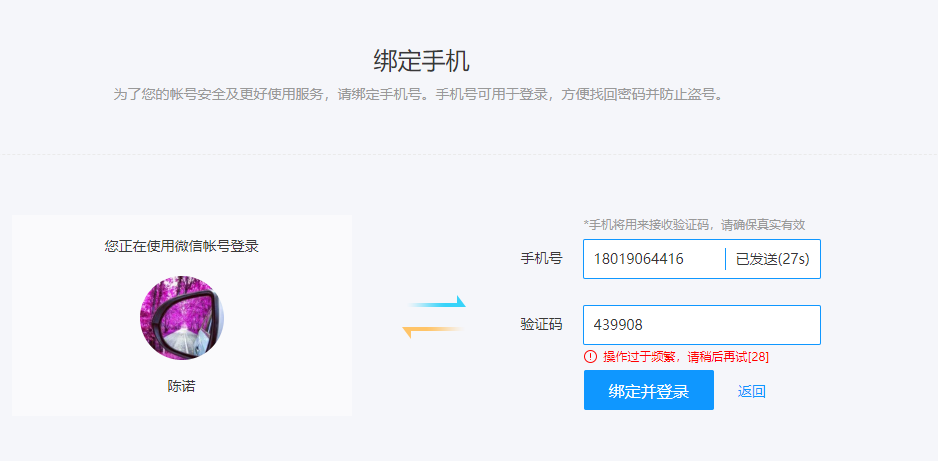 绑定手机
为了您的帐号安全及更好使用服务，请绑定手机号。手机号可用于登录，方便找回密码并防止盗号。
您正在使用微信帐号登录
陈诺
*手机将用来接收验证码，请确保真实有效
手机号 18019064416 已发送(27s)
验证码 439908
操作过于频繁，请稍后再试[28]
绑定并登录 返回